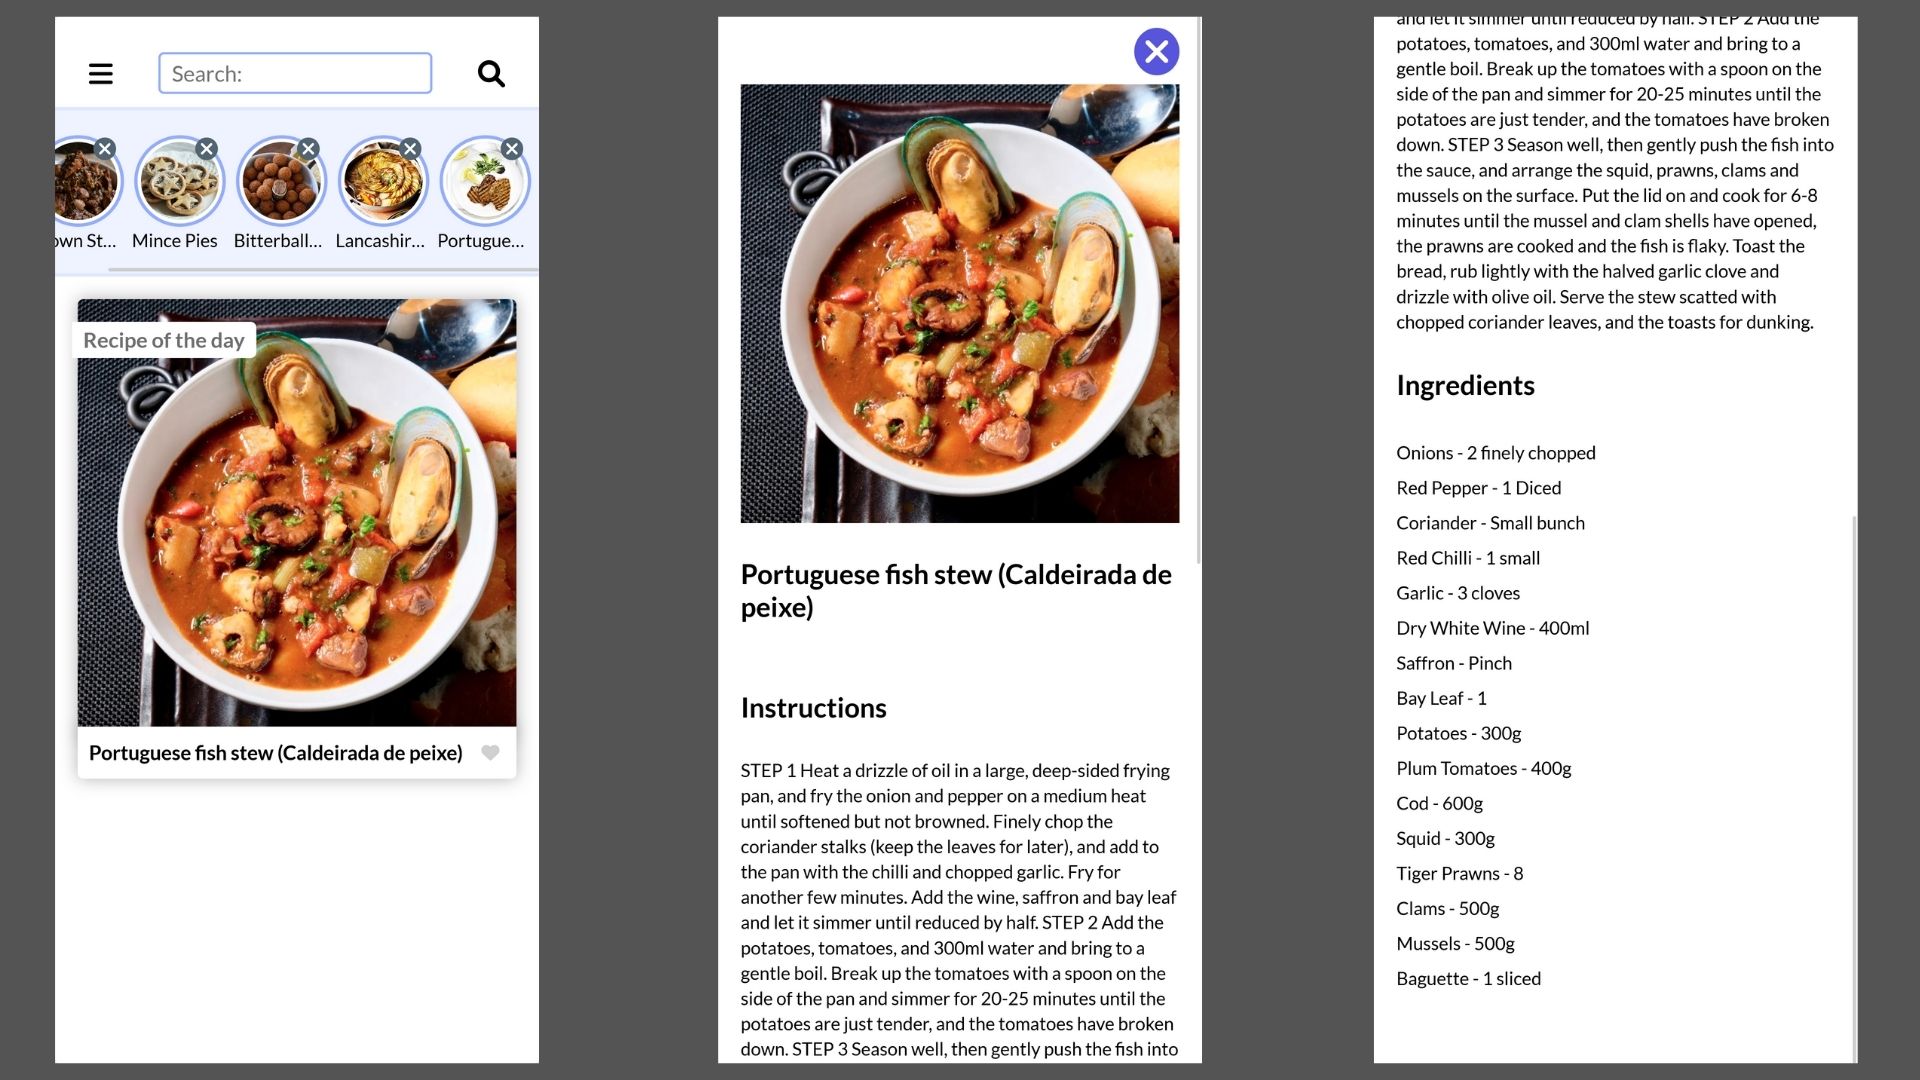 Search:
own St...
Mince Pies
Bitterball...
Lancashir...
Portugue...
Recipe of the day
Portuguese fish stew (Caldeirada de peixe)
Portuguese fish stew (Caldeirada de
peixe)
Instructions
STEP 1 Heat a drizzle of oil in a large, deep-sided frying
pan, and fry the onion and pepper on a medium heat
until softened but not browned. Finely chop the
coriander stalks (keep the leaves for later), and add to
the pan with the chilli and chopped garlic. Fry for
another few minutes. Add the wine, saffron and bay leaf
and let it simmer until reduced by half. STEP 2 Add the
potatoes, tomatoes, and 300ml water and bring to a
gentle boil. Break up the tomatoes with a spoon on the
side of the pan and simmer for 20-25 minutes until the
potatoes are just tender, and the tomatoes have broken
down. STEP 3 Season well, then gently push the fish into
and let it simmer until reduced by half. STEP 2 Add the
potatoes, tomatoes, and 300ml water and bring to a
gentle boil. Break up the tomatoes with a spoon on the
side of the pan and simmer for 20-25 minutes until the
potatoes are just tender, and the tomatoes have broken
down. STEP 3 Season well, then gently push the fish into
the sauce, and arrange the squid, prawns, clams and
mussels on the surface. Put the lid on and cook for 6-8
minutes until the mussel and clam shells have opened,
the prawns are cooked and the fish is flaky. Toast the
bread, rub lightly with the halved garlic clove and
drizzle with olive oil. Serve the stew scatted with
chopped coriander leaves, and the toasts for dunking.
Ingredients
Onions - 2 finely chopped
Red Pepper - 1 Diced
Coriander - Small bunch
Red Chilli - 1 small
Garlic - 3 cloves
Dry White Wine - 400ml
Saffron - Pinch
Bay Leaf - 1
Potatoes - 300g
Plum Tomatoes - 400g
Cod - 600g
Squid - 300g
Tiger Prawns - 8
Clams - 500g
Mussels - 500g
Baguette - 1 sliced